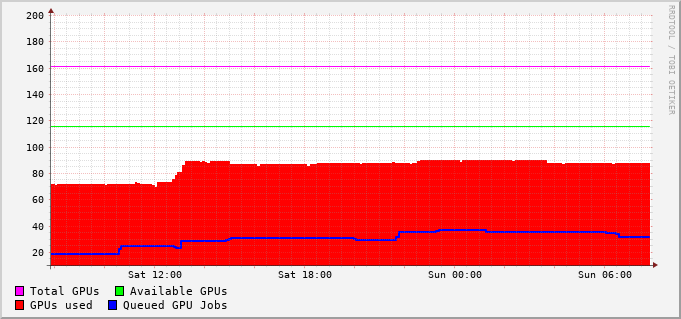 200
180
160
140
120
100
80
60
40
20
Sat 12:00 Sat 18:00 Sun 00:00 Sun 06:00
Total GPUs Available GPUs
GPUs used Queued GPU Jobs
RRDTOOL / TOBI OETIKER